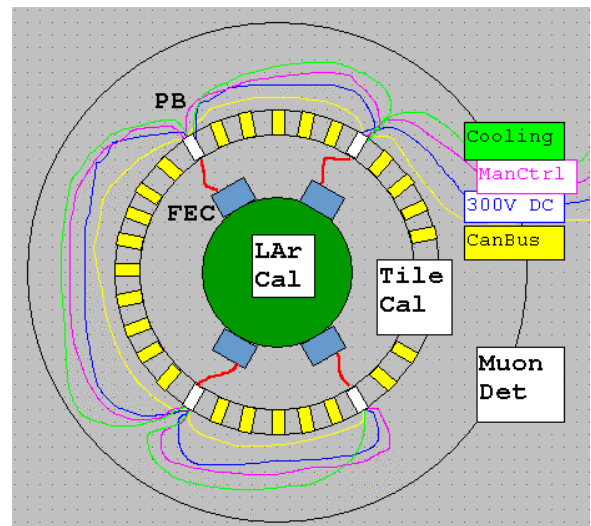 PB
Cooling
ManCtrl
FEC
300V DC
CanBus
LAr
Cal
Tile
Cal
Muon
Det